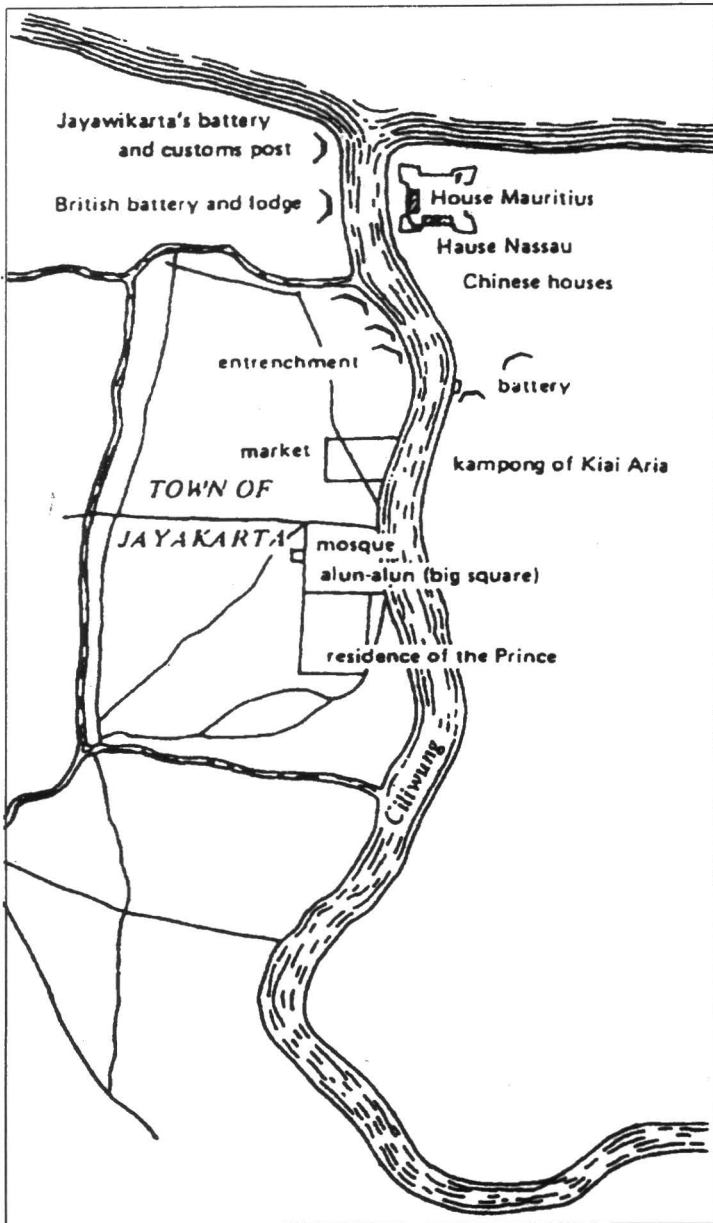 Jayawikarta's battery
and customs post
British battery and lodge
House Mauritius
Hause Nassau
Chinese houses
entrenchment
battery
market
kampong of Kiai Aria
TOWN OF
JAYAKARTA
mosque
alun-alun (big square)
residence of the Prince
Ciliwung